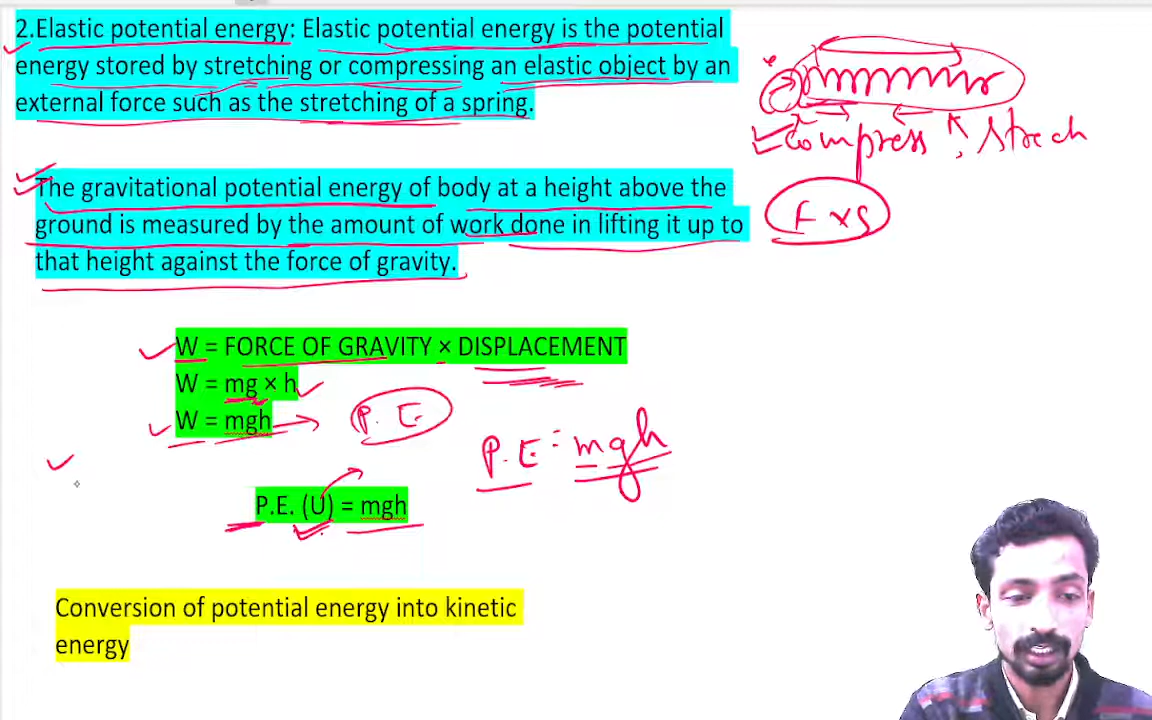 2.Elastic potential energy: Elastic potential energy is the potential
energy stored by stretching or compressing an elastic object by an
external force such as the stretching of a spring.
Compress, Strech
The gravitational potential energy of body at a height above the
ground is measured by the amount of work done in lifting it up to
that height against the force of gravity.
F x S
W = FORCE OF GRAVITY × DISPLACEMENT
W = mg × h
W = mgh
P. E
P.E = mgh
P.E. (U) = mgh
Conversion of potential energy into kinetic
energy